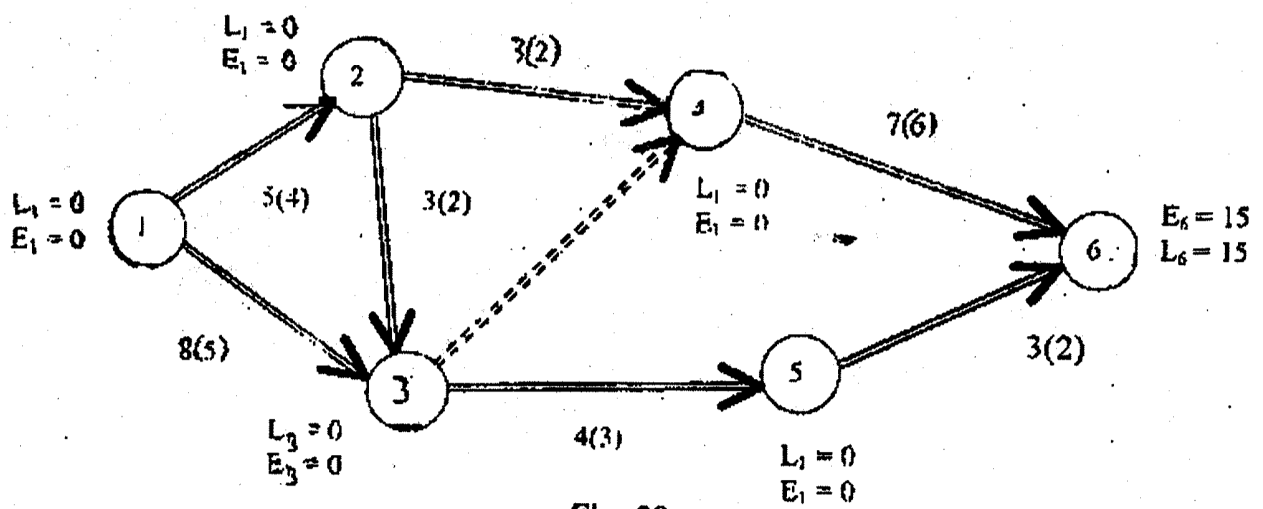 L₁ = 0
E₁ = 0
2
3(2)
4
7(6)
L₁ = 0
E₁ = 0
1
5(4)
3(2)
L₁ = 0
E₁ = 0
E₆ = 15
L₆ = 15
6
8(5)
3
4(3)
5
3(2)
L₃ = 0
E₃ = 0
L₁ = 0
E₁ = 0